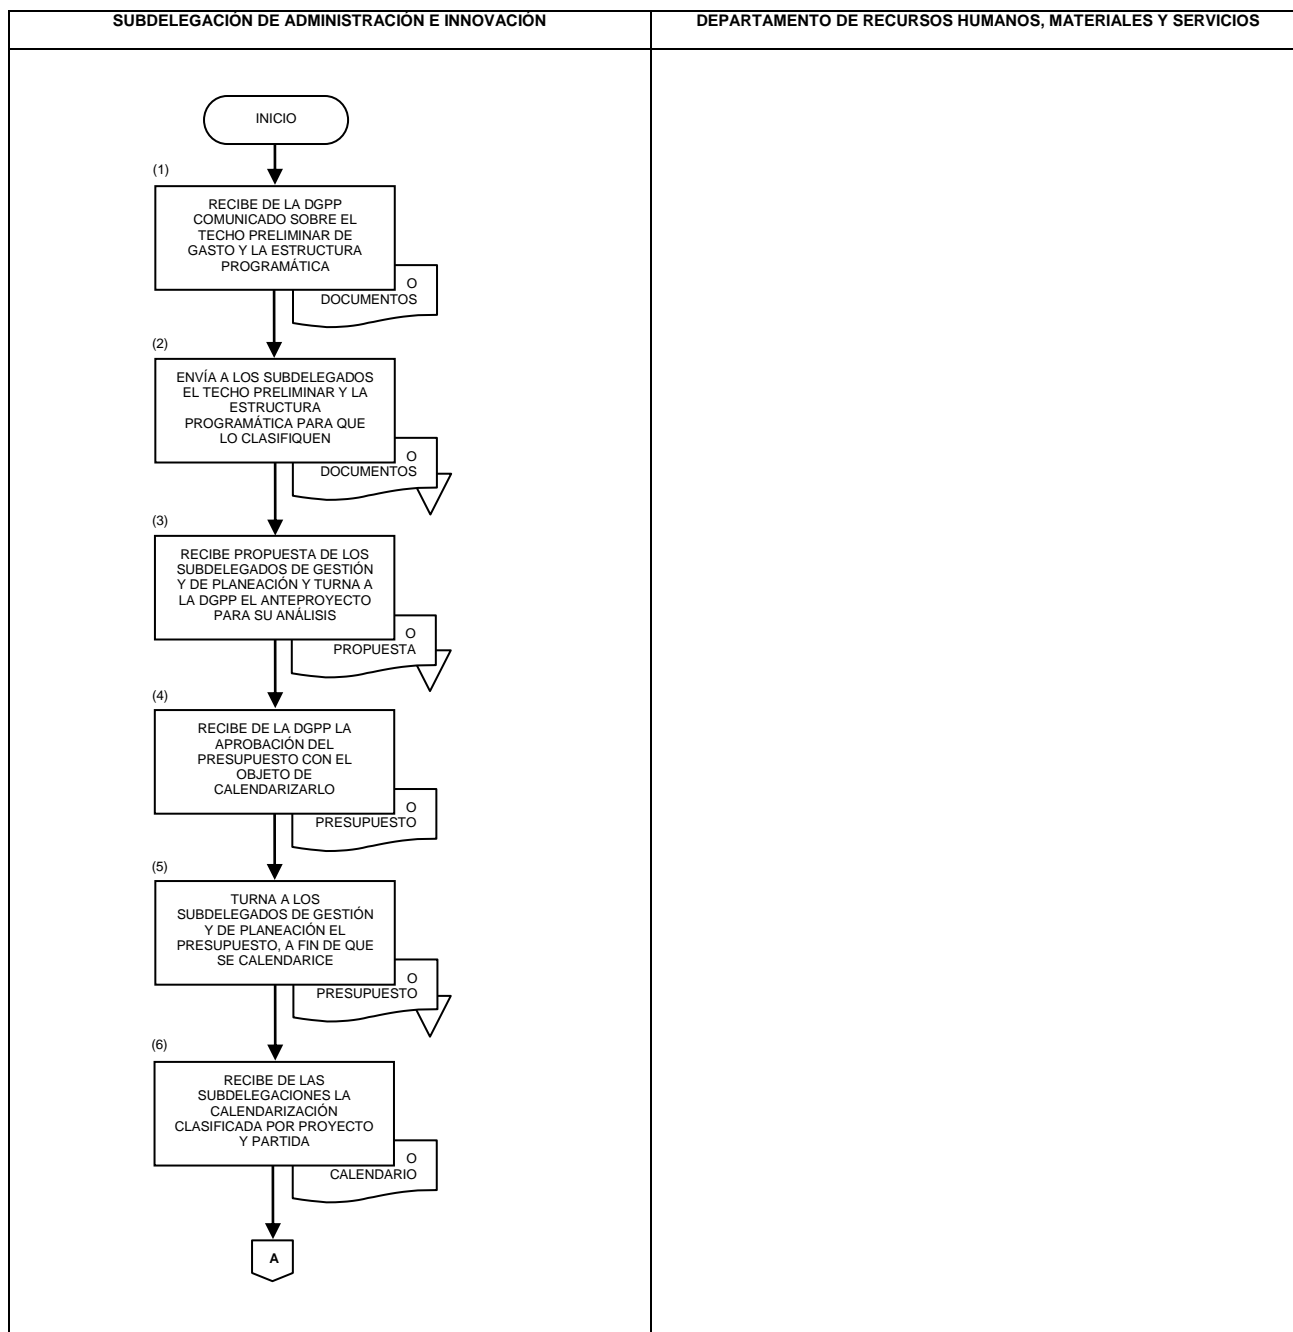 SUBDELEGACIÓN DE ADMINISTRACIÓN E INNOVACIÓN
DEPARTAMENTO DE RECURSOS HUMANOS, MATERIALES Y SERVICIOS
INICIO
(1)
RECIBE DE LA DGPP
COMUNICADO SOBRE EL
TECHO PRELIMINAR DE
GASTO Y LA ESTRUCTURA
PROGRAMÁTICA
O
DOCUMENTOS
(2)
ENVÍA A LOS SUBDELEGADOS
EL TECHO PRELIMINAR Y LA
ESTRUCTURA
PROGRAMÁTICA PARA QUE
LO CLASIFIQUEN
O
DOCUMENTOS
(3)
RECIBE PROPUESTA DE LOS
SUBDELEGADOS DE GESTIÓN
Y DE PLANEACIÓN Y TURNA A
LA DGPP EL ANTEPROYECTO
PARA SU ANÁLISIS
O
PROPUESTA
(4)
RECIBE DE LA DGPP LA
APROBACIÓN DEL
PRESUPUESTO CON EL
OBJETO DE
CALENDARIZARLO
O
PRESUPUESTO
(5)
TURNA A LOS
SUBDELEGADOS DE GESTIÓN
Y DE PLANEACIÓN EL
PRESUPUESTO, A FIN DE QUE
SE CALENDARICE
O
PRESUPUESTO
(6)
RECIBE DE LAS
SUBDELEGACIONES LA
CALENDARIZACIÓN
CLASIFICADA POR PROYECTO
Y PARTIDA
O
CALENDARIO
A